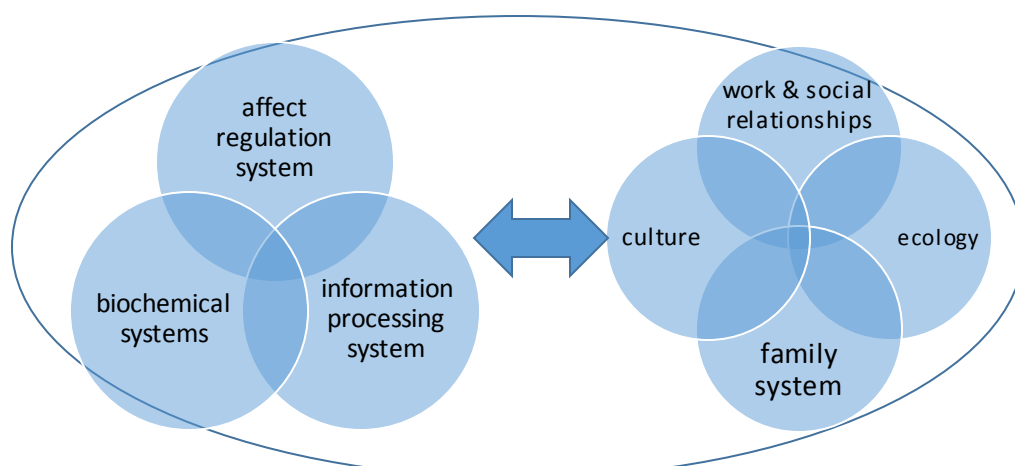 affect
regulation
system
biochemical
systems
information
processing
system
work & social
relationships
culture
ecology
family
system